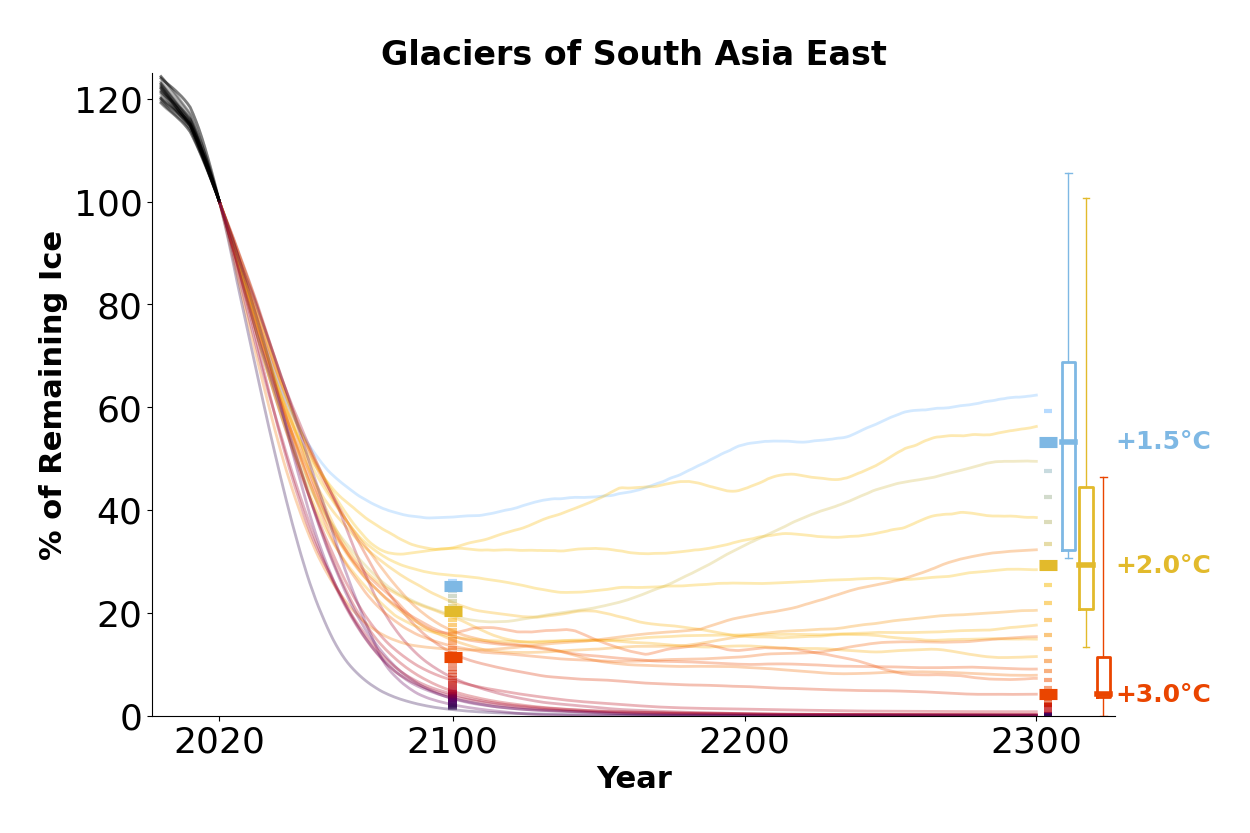 Glaciers of South Asia East
% of Remaining Ice
120
100
80
60
40
20
0
2020
2100
2200
2300
Year
+1.5°C
+2.0°C
+3.0°C